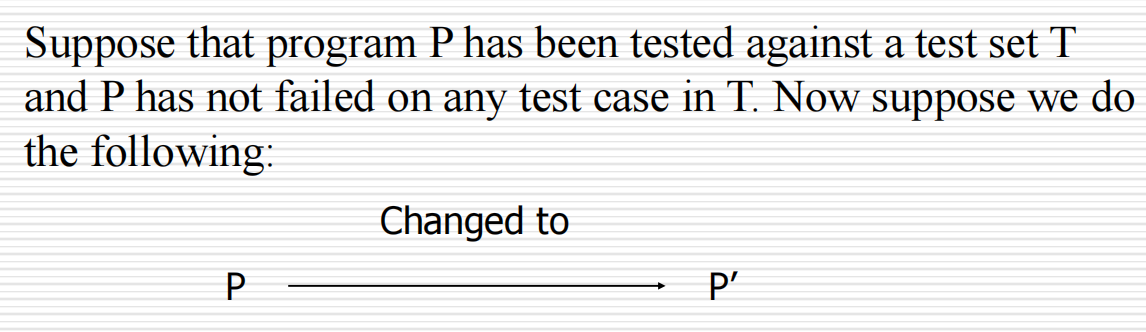 Suppose that program P has been tested against a test set T
and P has not failed on any test case in T. Now suppose we do
the following:
Changed to
P P′